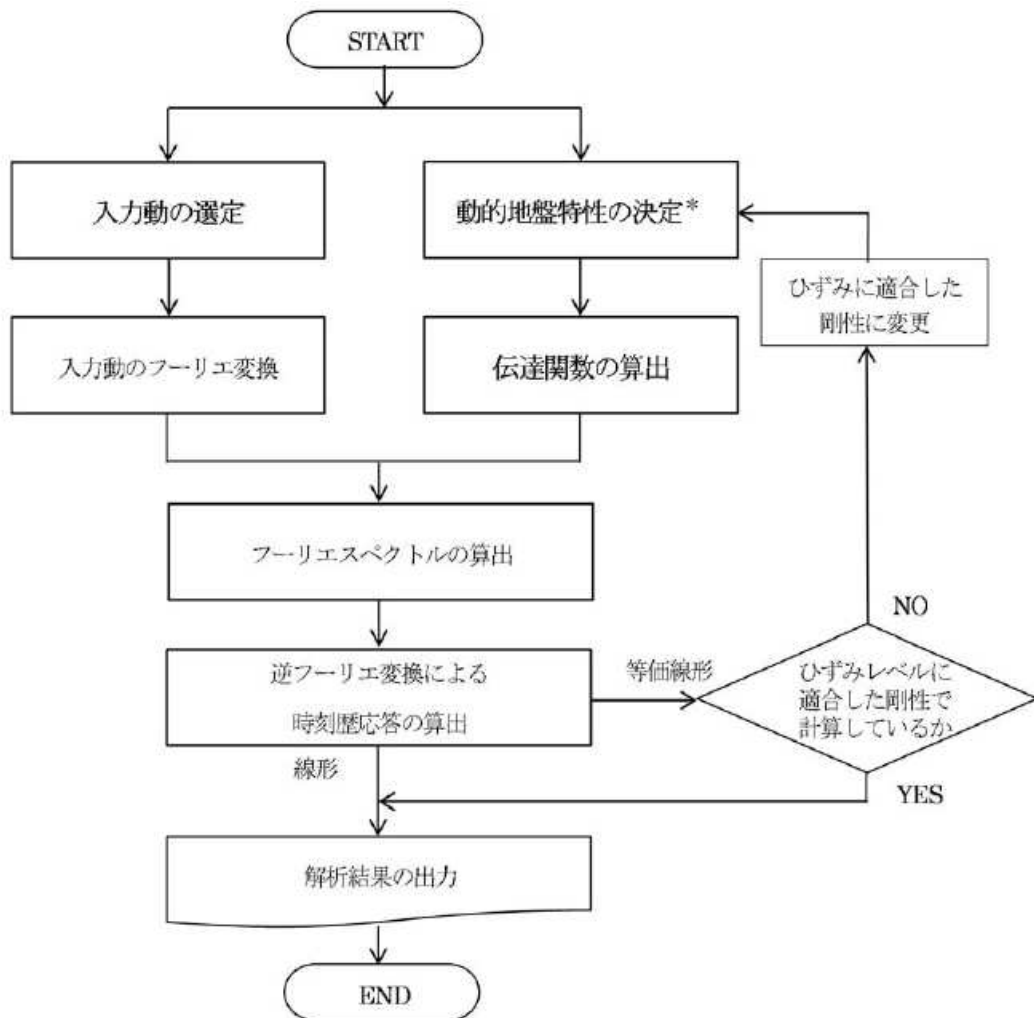 START
入力動の選定
動的地盤特性の決定*
ひずみに適合した
剛性に変更
入力動のフーリエ変換
伝達関数の算出
フーリエスペクトルの算出
NO
逆フーリエ変換による
時刻歴応答の算出
等価線形
ひずみレベルに
適合した剛性で
計算しているか
線形
YES
解析結果の出力
END